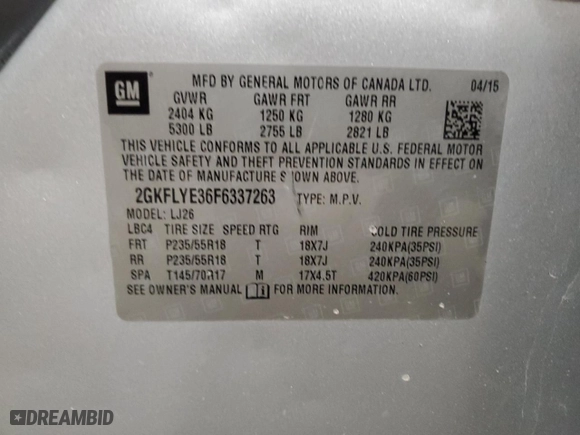 GM
MFD BY GENERAL MOTORS OF CANADA LTD. 04/15
GVWR GAWR FRT GAWR RR
2404 KG 1250 KG 1280 KG
5300 LB 2755 LB 2821 LB
THIS VEHICLE CONFORMS TO ALL APPLICABLE U.S. FEDERAL MOTOR
VEHICLE SAFETY AND THEFT PREVENTION STANDARDS IN EFFECT ON
THE DATE OF MANUFACTURE SHOWN ABOVE.
2GKFLYE36F6337263 TYPE: M.P.V.
MODEL: LJ26
LBC4 TIRE SIZE SPEED RTG RIM COLD TIRE PRESSURE
FRT P235/55R18 T 18X7J 240KPA(35PSI)
RR P235/55R18 T 18X7J 240KPA(35PSI)
SPA T145/70R17 M 17X4.5T 420KPA(60PSI)
SEE OWNER'S MANUAL FOR MORE INFORMATION.
DREAMBID